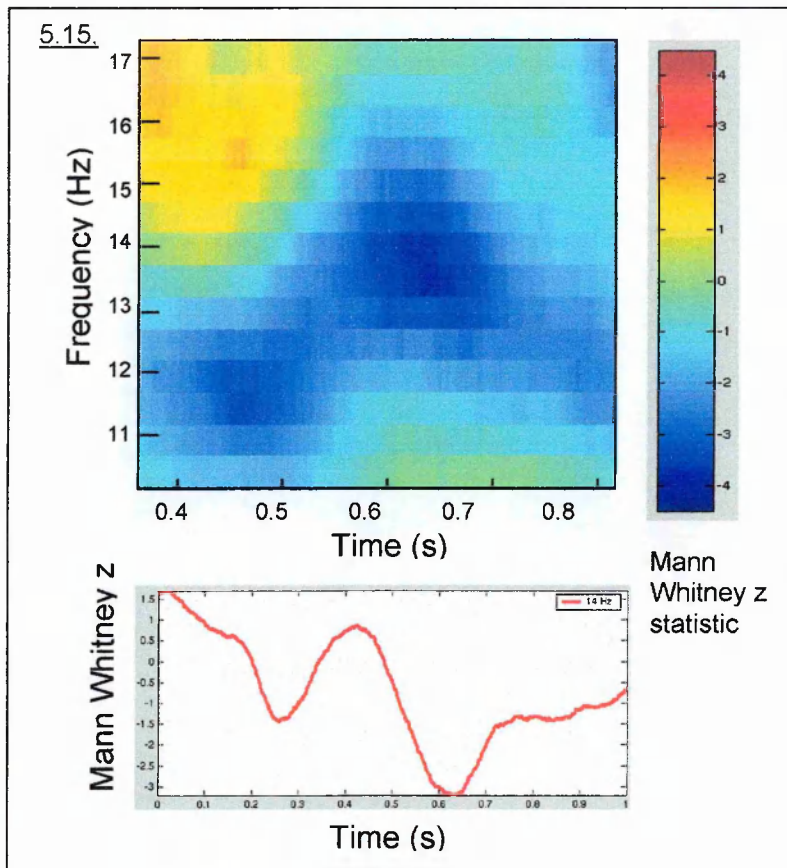 5.15.
17
16
15
14
13
12
11
Frequency (Hz)
0.4 0.5 0.6 0.7 0.8
Time (s)
4
3
2
1
0
-1
-2
-3
-4
Mann
Whitney z
statistic
Mann Whitney z
1.5
1
0.5
0
-0.5
-1
-1.5
-2
-2.5
-3
14 Hz
0 0.1 0.2 0.3 0.4 0.5 0.6 0.7 0.8 0.9 1
Time (s)